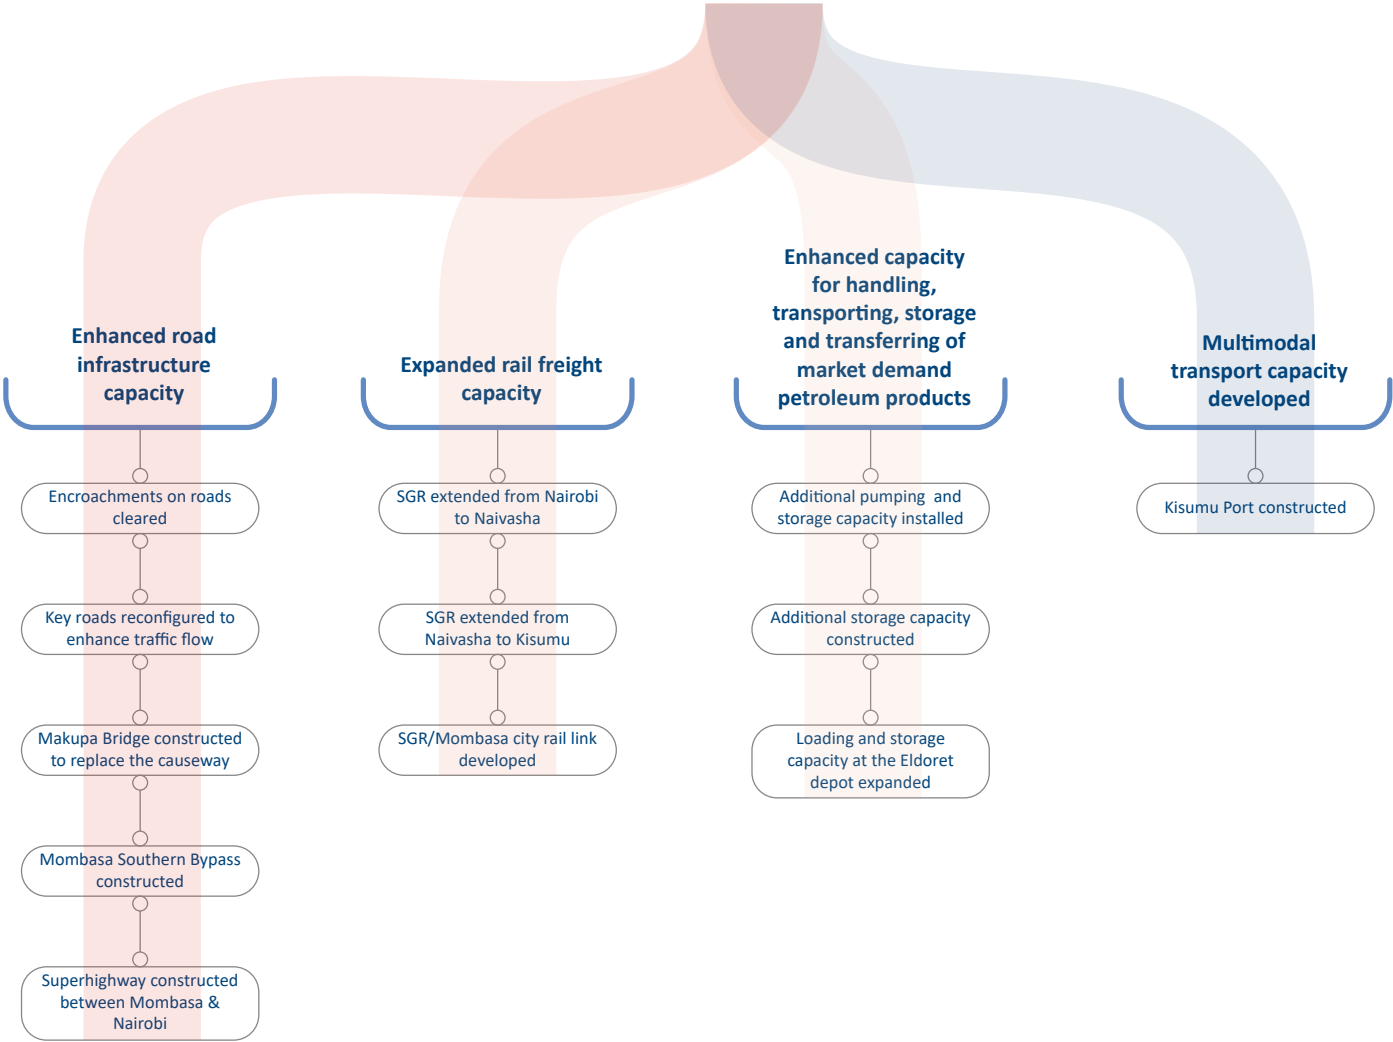 Enhanced road
infrastructure
capacity
Encroachments on roads
cleared
Key roads reconfigured to
enhance traffic flow
Makupa Bridge constructed
to replace the causeway
Mombasa Southern Bypass
constructed
Superhighway constructed
between Mombasa &
Nairobi
Expanded rail freight
capacity
SGR extended from Nairobi
to Naivasha
SGR extended from
Naivasha to Kisumu
SGR/Mombasa city rail link
developed
Enhanced capacity
for handling,
transporting, storage
and transferring of
market demand
petroleum products
Additional pumping  and
storage capacity installed
Additional storage capacity
constructed
Loading and storage
capacity at the Eldoret
depot expanded
Multimodal
transport capacity
developed
Kisumu Port constructed